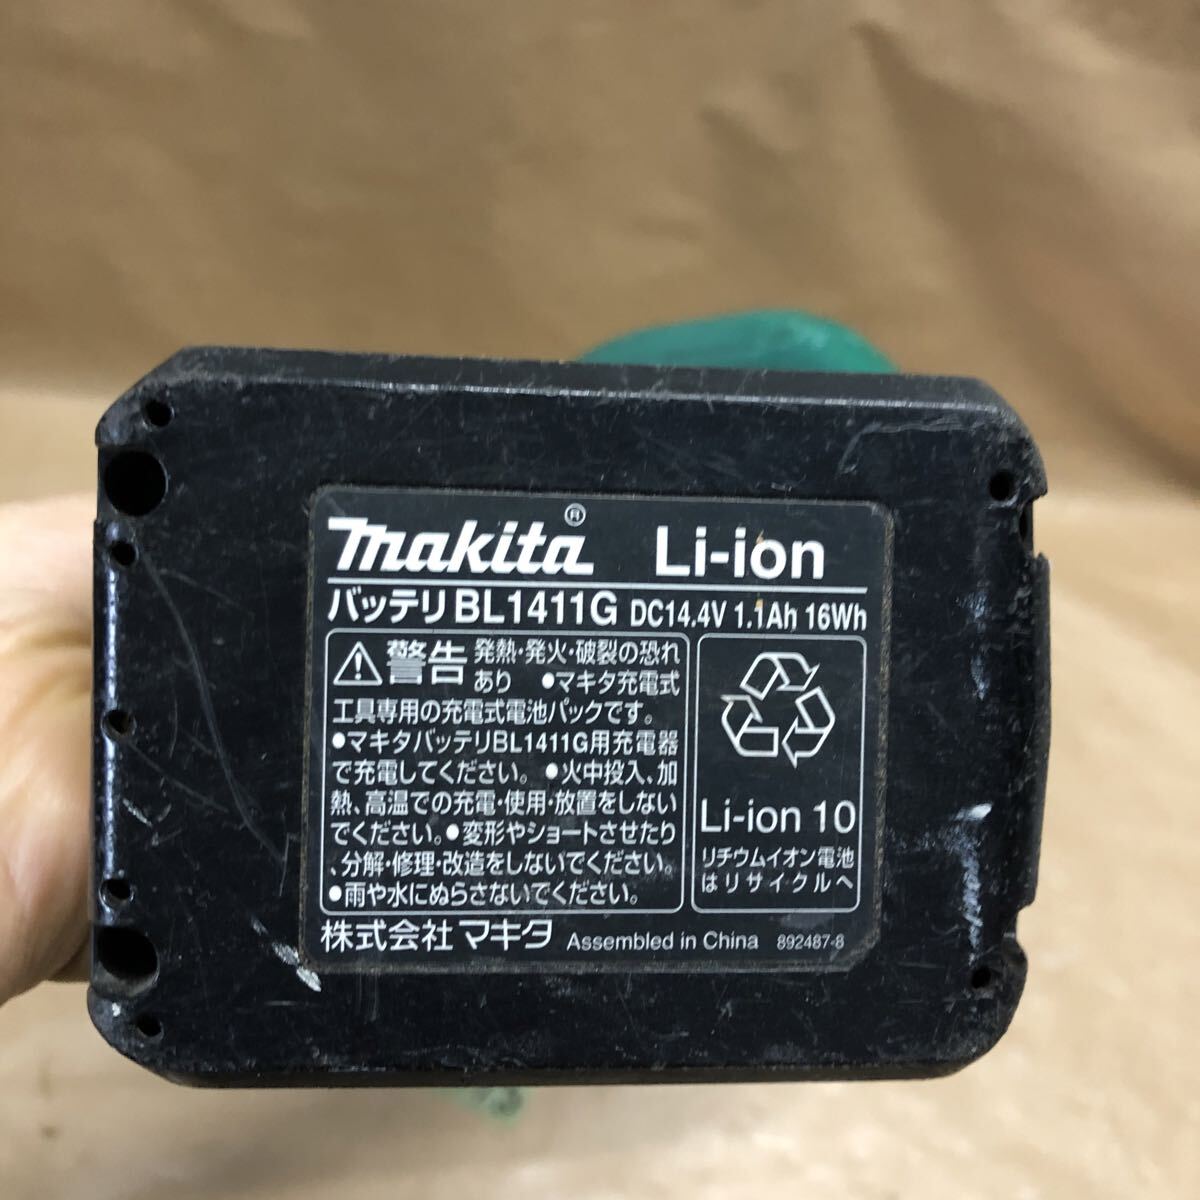 makita® Li-ion
バッテリBL1411G DC14.4V 1.1Ah 16Wh
警告 発熱・発火・破裂の恐れ
あり ●マキタ充電式
工具専用の充電式電池パックです。
●マキタバッテリBL1411G用充電器
で充電してください。●火中投入、加
熱、高温での充電・使用・放置をしない
でください。●変形やショートさせたり
、分解・修理・改造をしないでください。
●雨や水にぬらさないでください。
Li-ion 10
リチウムイオン電池
はリサイクルへ
株式会社マキタ Assembled in China 892487-8